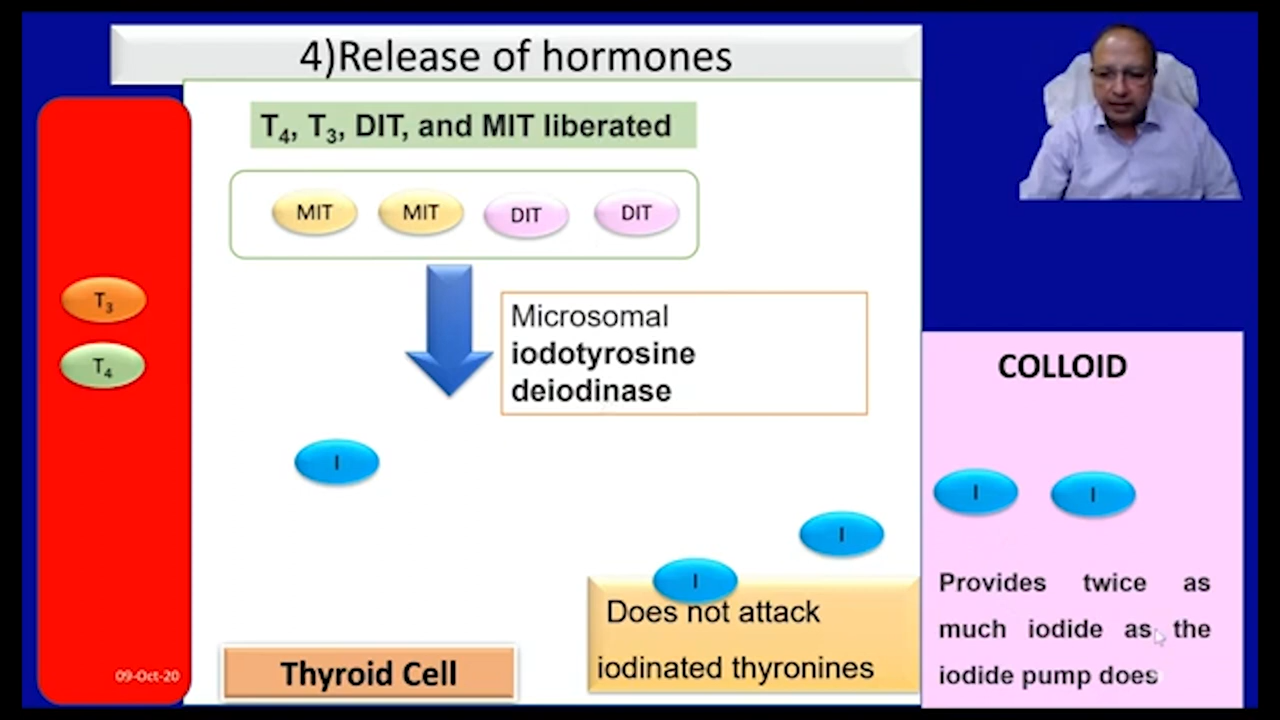 4)Release of hormones
T₄, T₃, DIT, and MIT liberated
MIT MIT DIT DIT
T₃
T₄
Microsomal
iodotyrosine
deiodinase
COLLOID
I
I I
I
I
Provides twice as
much iodide as the
iodide pump does
Does not attack
iodinated thyronines
Thyroid Cell
09-Oct-20